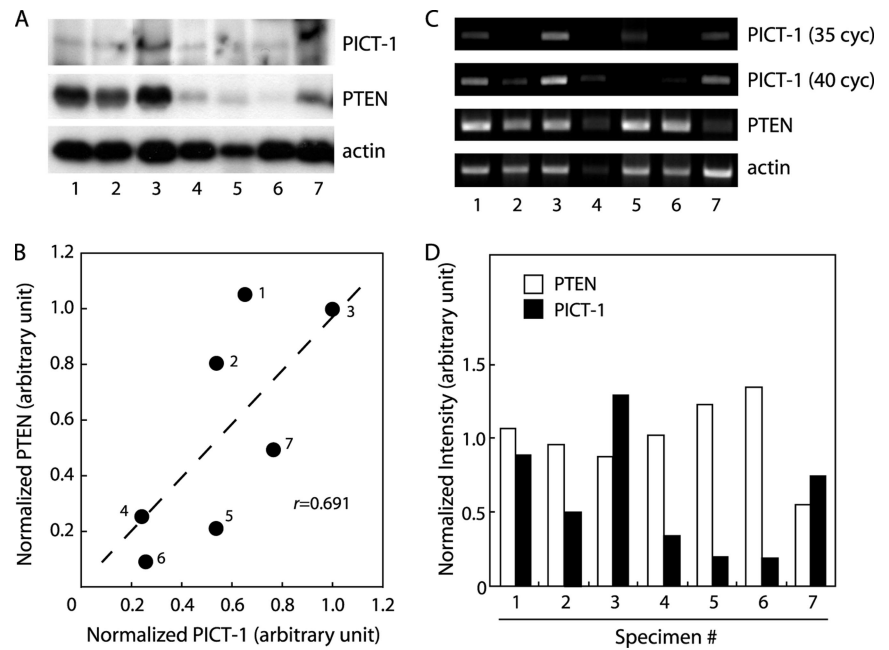 A
PICT-1
PTEN
actin
1 2 3 4 5 6 7
B
Normalized PTEN (arbitrary unit)
1.2
1.0
0.8
0.6
0.4
0.2
0 0.2 0.4 0.6 0.8 1.0 1.2
1
3
2
7
4
5
6
r=0.691
Normalized PICT-1 (arbitrary unit)
C
PICT-1 (35 cyc)
PICT-1 (40 cyc)
PTEN
actin
1 2 3 4 5 6 7
D
PTEN
PICT-1
Normalized Intensity (arbitrary unit)
1.5
1.0
0.5
0
1 2 3 4 5 6 7
Specimen #